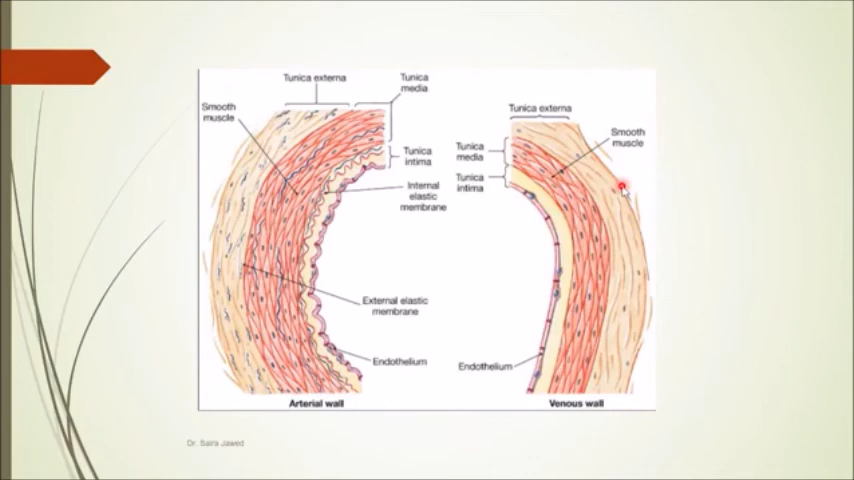 Tunica externa
Tunica
media
Smooth
muscle
Tunica
intima
Internal
elastic
membrane
External elastic
membrane
Endothelium
Arterial wall
Tunica externa
Smooth
muscle
Tunica
media
Tunica
intima
Endothelium
Venous wall
Dr. Saira Jawed